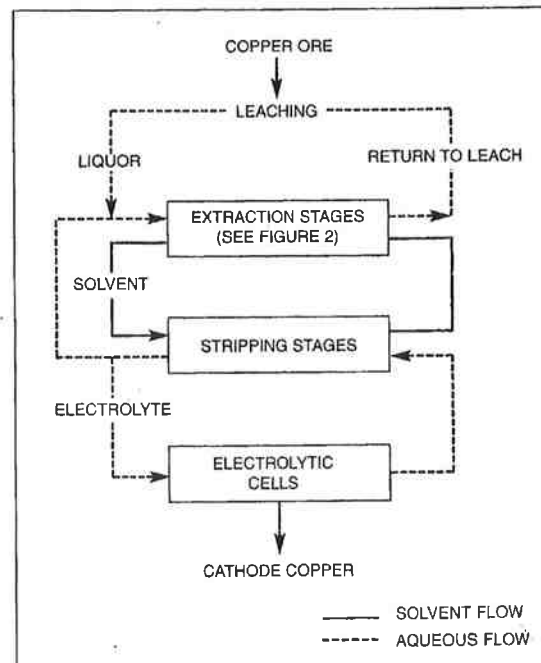 COPPER ORE
LEACHING
LIQUOR
RETURN TO LEACH
EXTRACTION STAGES
(SEE FIGURE 2)
SOLVENT
STRIPPING STAGES
ELECTROLYTE
ELECTROLYTIC
CELLS
CATHODE COPPER
SOLVENT FLOW
AQUEOUS FLOW